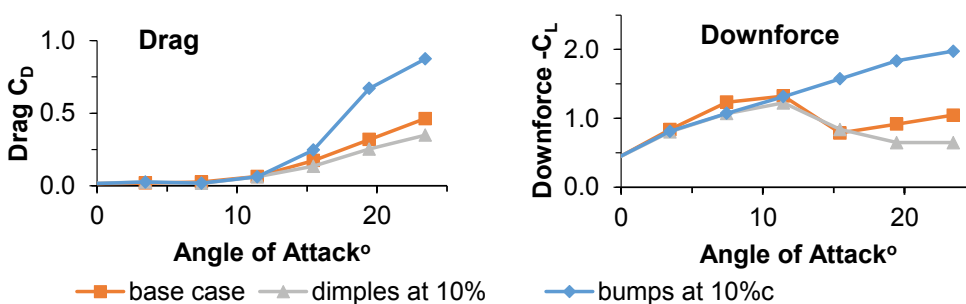 Drag
Drag C_D
1.0
0.5
0.0
0
10
20
Angle of Attack°
Downforce
Downforce -C_L
2.0
1.0
0.0
0
10
20
Angle of Attack°
base case
dimples at 10%
bumps at 10%c